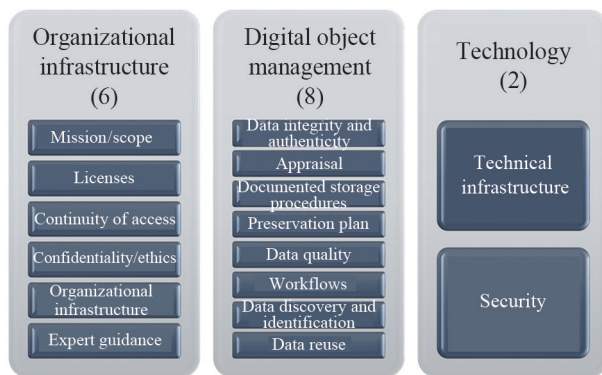 Organizational
infrastructure
(6)
Mission/scope
Licenses
Continuity of access
Confidentiality/ethics
Organizational
infrastructure
Expert guidance
Digital object
management
(8)
Data integrity and
authenticity
Appraisal
Documented storage
procedures
Preservation plan
Data quality
Workflows
Data discovery and
identification
Data reuse
Technology
(2)
Technical
infrastructure
Security